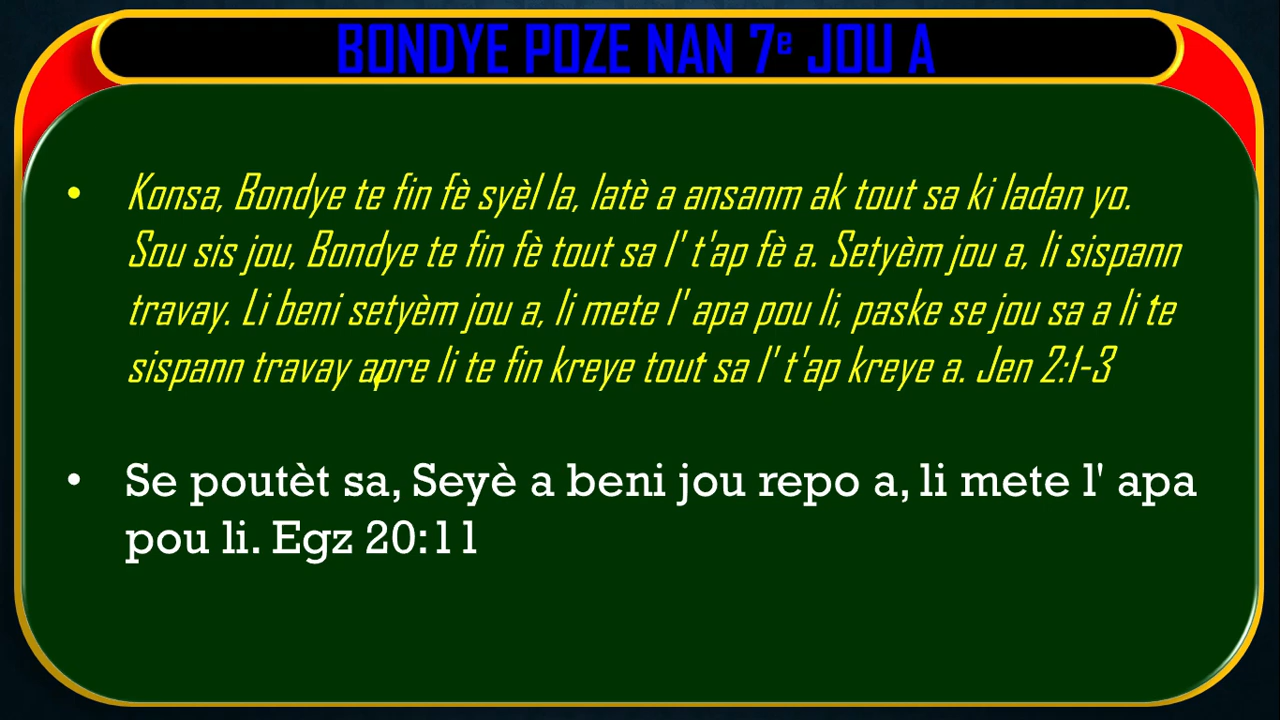 BONDYE POZE NAN 7e JOU A
• Konsa, Bondye te fin fè syèl la, latè a ansanm ak tout sa ki ladan yo.
Sou sis jou, Bondye te fin fè tout sa l' t'ap fè a. Setyèm jou a, li sispann
travay. Li beni setyèm jou a, li mete l' apa pou li, paske se jou sa a li te
sispann travay apre li te fin kreye tout sa l' t'ap kreye a. Jen 2:1-3
• Se poutèt sa, Seyè a beni jou repo a, li mete l' apa
pou li. Egz 20:11